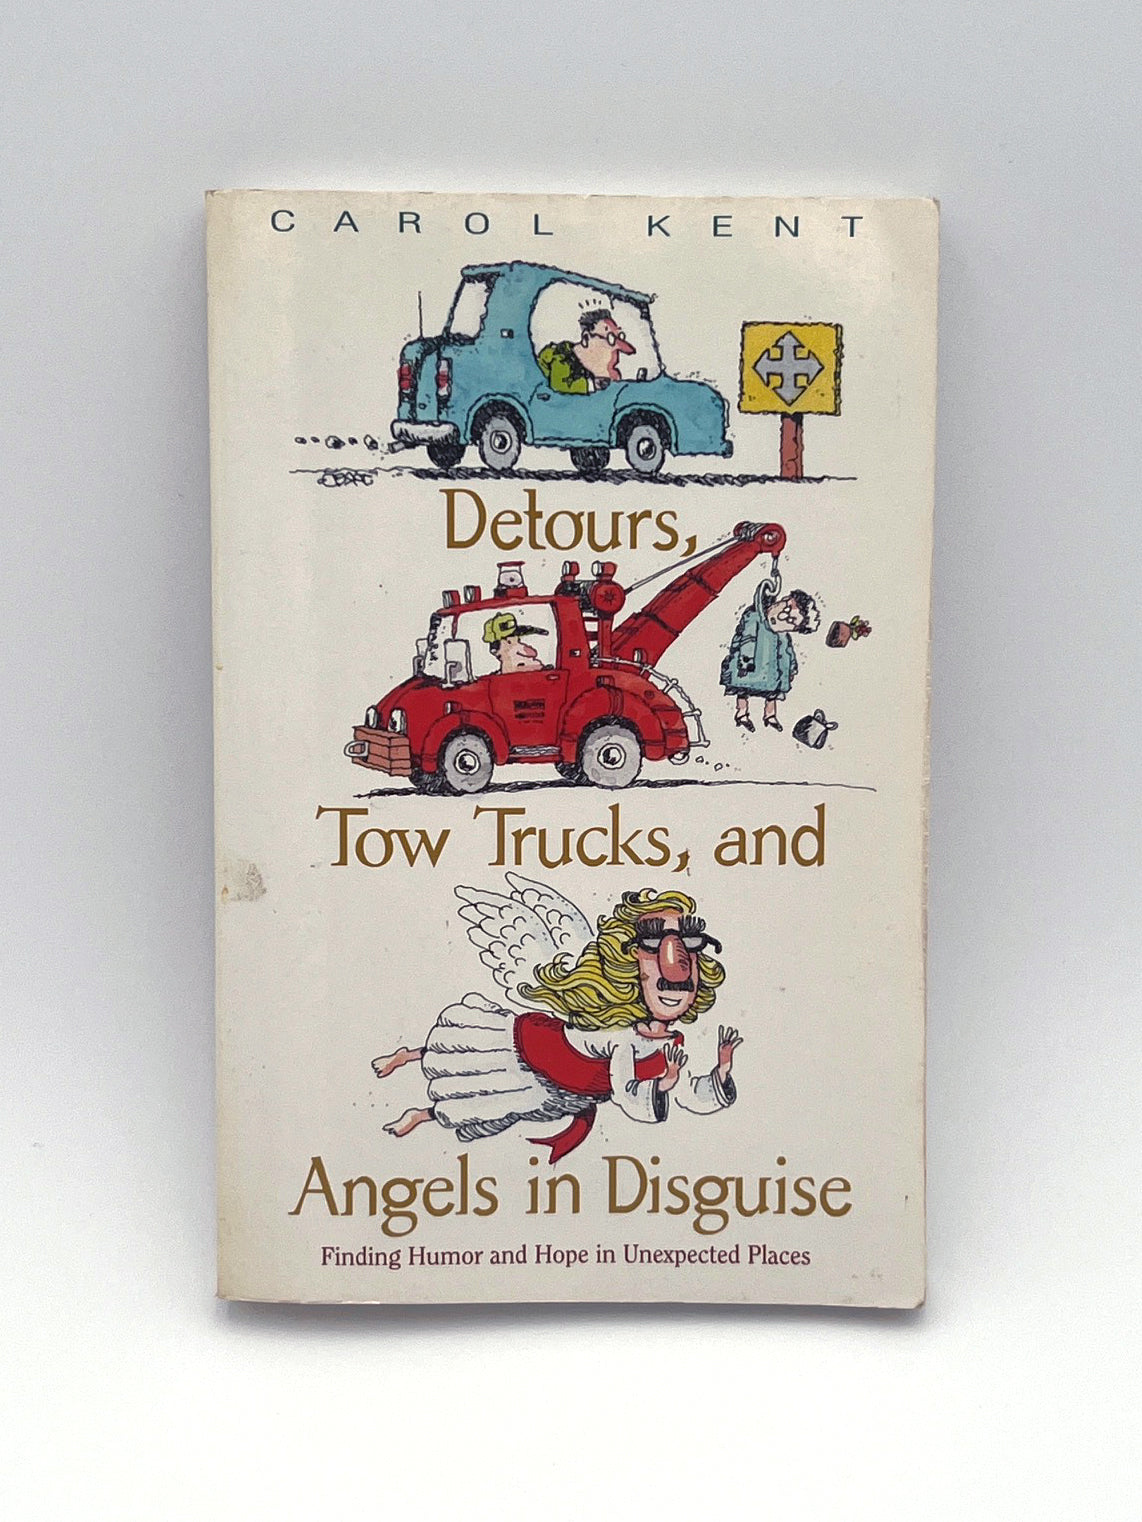 CAROL KENT
Detours,
Tow Trucks, and
Angels in Disguise
Finding Humor and Hope in Unexpected Places